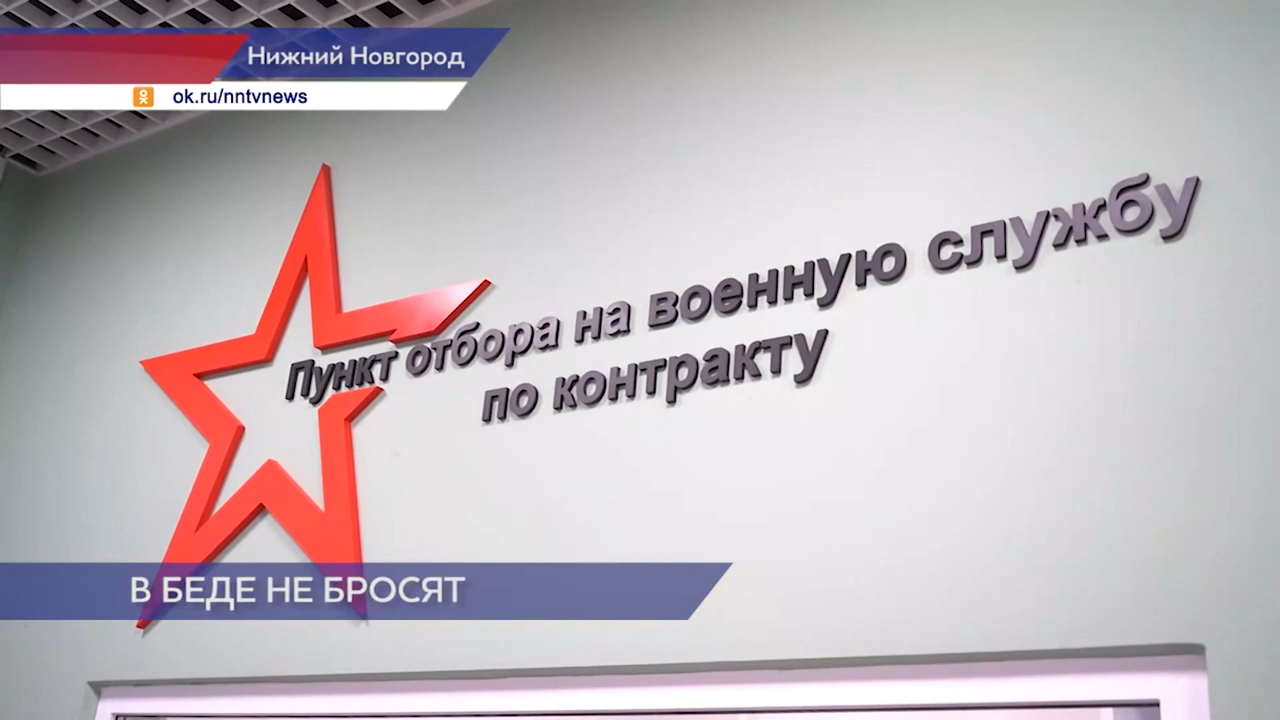 Нижний Новгород
ok.ru/nntvnews
Пункт отбора на военную службу
по контракту
В БЕДЕ НЕ БРОСЯТ